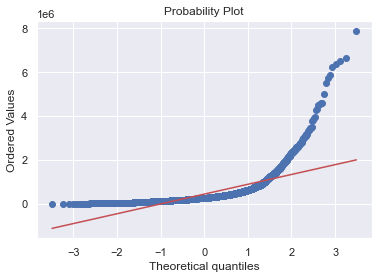 Probability Plot
1e6
Ordered Values
8
6
4
2
0
−3 −2 −1 0 1 2 3
Theoretical quantiles